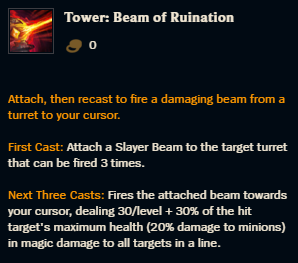 Tower: Beam of Ruination
0
Attach, then recast to fire a damaging beam from a
turret to your cursor.
First Cast: Attach a Slayer Beam to the target turret
that can be fired 3 times.
Next Three Casts: Fires the attached beam towards
your cursor, dealing 30/level + 30% of the hit
target's maximum health (20% damage to minions)
in magic damage to all targets in a line.